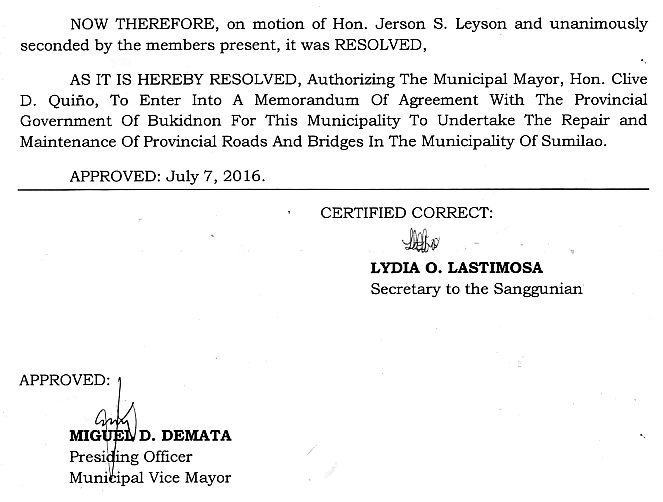 NOW THEREFORE, on motion of Hon. Jerson S. Leyson and unanimously
seconded by the members present, it was RESOLVED,
AS IT IS HEREBY RESOLVED, Authorizing The Municipal Mayor, Hon. Clive
D. Quiño, To Enter Into A Memorandum Of Agreement With The Provincial
Government Of Bukidnon For This Municipality To Undertake The Repair and
Maintenance Of Provincial Roads And Bridges In The Municipality Of Sumilao.
APPROVED: July 7, 2016.
CERTIFIED CORRECT:
LYDIA O. LASTIMOSA
Secretary to the Sanggunian
APPROVED:
MIGUEL D. DEMATA
Presiding Officer
Municipal Vice Mayor